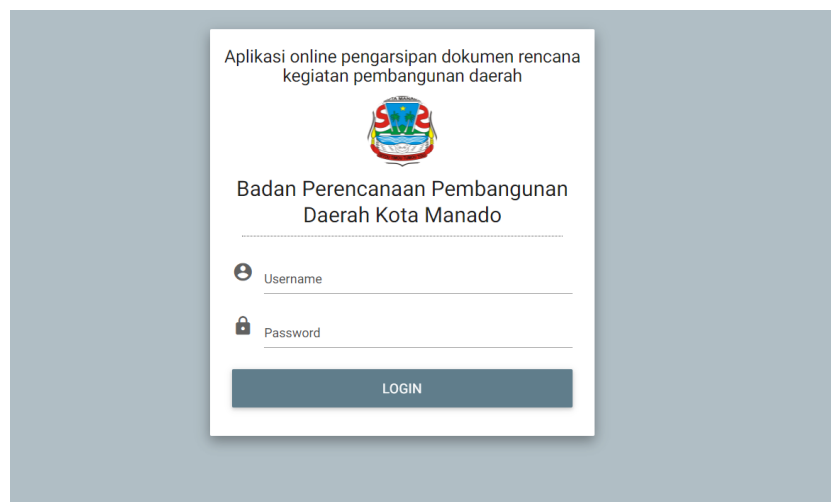 Aplikasi online pengarsipan dokumen rencana
kegiatan pembangunan daerah
Badan Perencanaan Pembangunan
Daerah Kota Manado
Username
Password
LOGIN